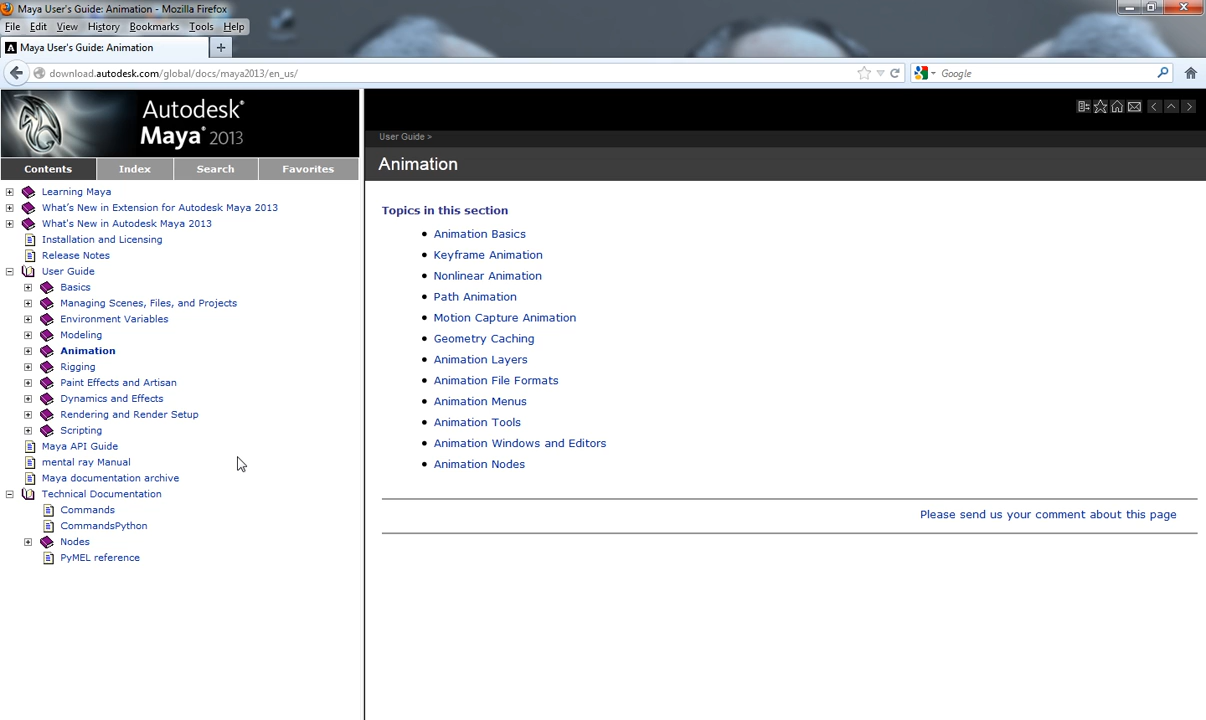 Maya User's Guide: Animation - Mozilla Firefox
File Edit View History Bookmarks Tools Help
Maya User's Guide: Animation
download.autodesk.com/global/docs/maya2013/en_us/
Google
Autodesk®
Maya® 2013
Contents Index Search Favorites
Learning Maya
What's New in Extension for Autodesk Maya 2013
What's New in Autodesk Maya 2013
Installation and Licensing
Release Notes
User Guide
Basics
Managing Scenes, Files, and Projects
Environment Variables
Modeling
Animation
Rigging
Paint Effects and Artisan
Dynamics and Effects
Rendering and Render Setup
Scripting
Maya API Guide
mental ray Manual
Maya documentation archive
Technical Documentation
Commands
CommandsPython
Nodes
PyMEL reference
User Guide >
Animation
Topics in this section
Animation Basics
Keyframe Animation
Nonlinear Animation
Path Animation
Motion Capture Animation
Geometry Caching
Animation Layers
Animation File Formats
Animation Menus
Animation Tools
Animation Windows and Editors
Animation Nodes
Please send us your comment about this page